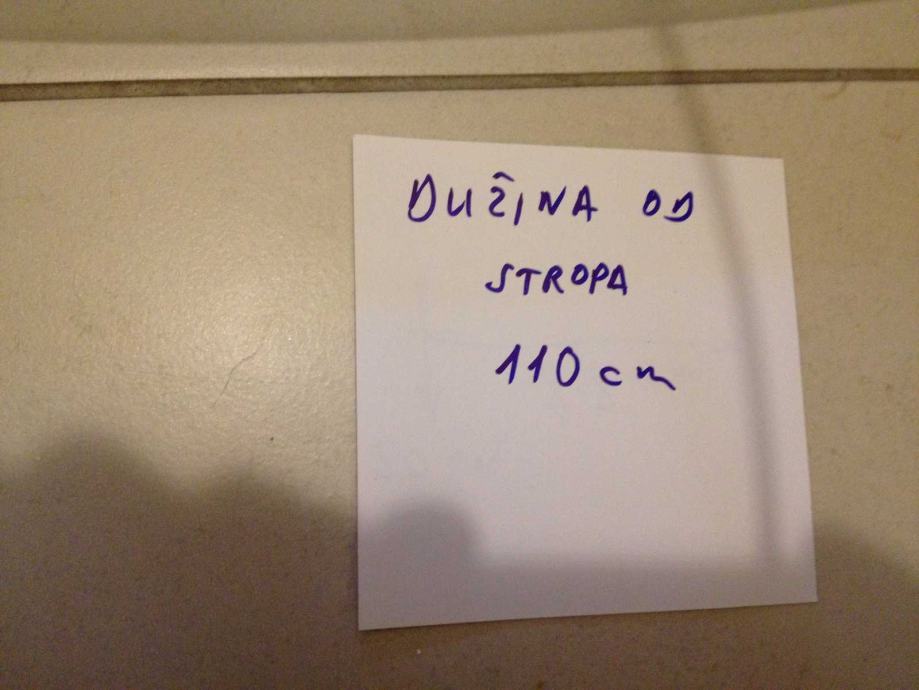 DUŽINA OD
STROPA
110 cm